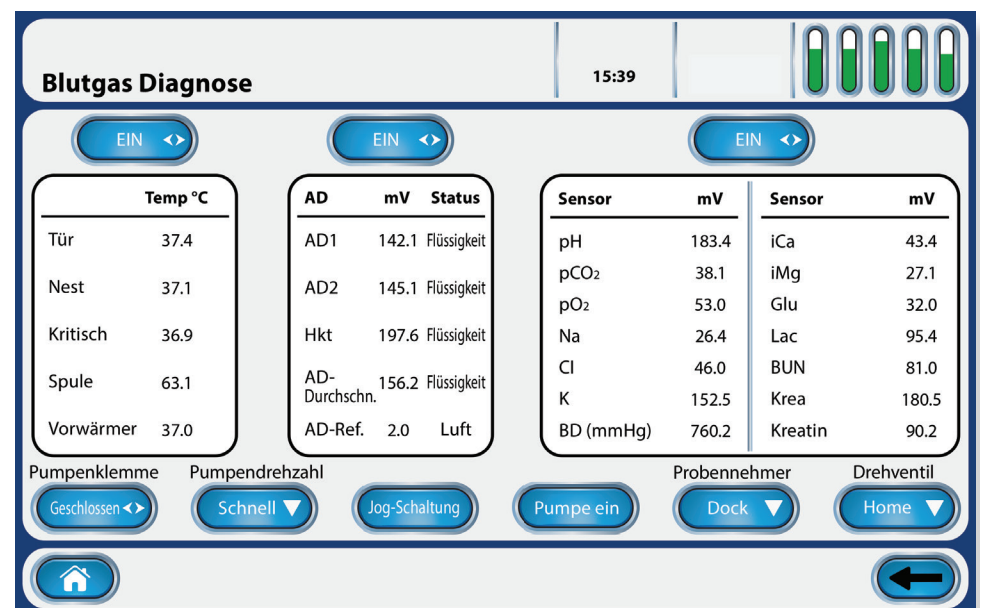 Blutgas Diagnose
15:39
EIN
EIN
EIN
Temp °C
Tür 37.4
Nest 37.1
Kritisch 36.9
Spule 63.1
Vorwärmer 37.0
AD mV Status
AD1 142.1 Flüssigkeit
AD2 145.1 Flüssigkeit
Hkt 197.6 Flüssigkeit
AD-
Durchschn. 156.2 Flüssigkeit
AD-Ref. 2.0 Luft
Sensor mV Sensor mV
pH 183.4 iCa 43.4
pCO2 38.1 iMg 27.1
pO2 53.0 Glu 32.0
Na 26.4 Lac 95.4
Cl 46.0 BUN 81.0
K 152.5 Krea 180.5
BD (mmHg) 760.2 Kreatin 90.2
Pumpenklemme Pumpendrehzahl Probennehmer Drehventil
Geschlossen Schnell Jog-Schaltung Pumpe ein Dock Home